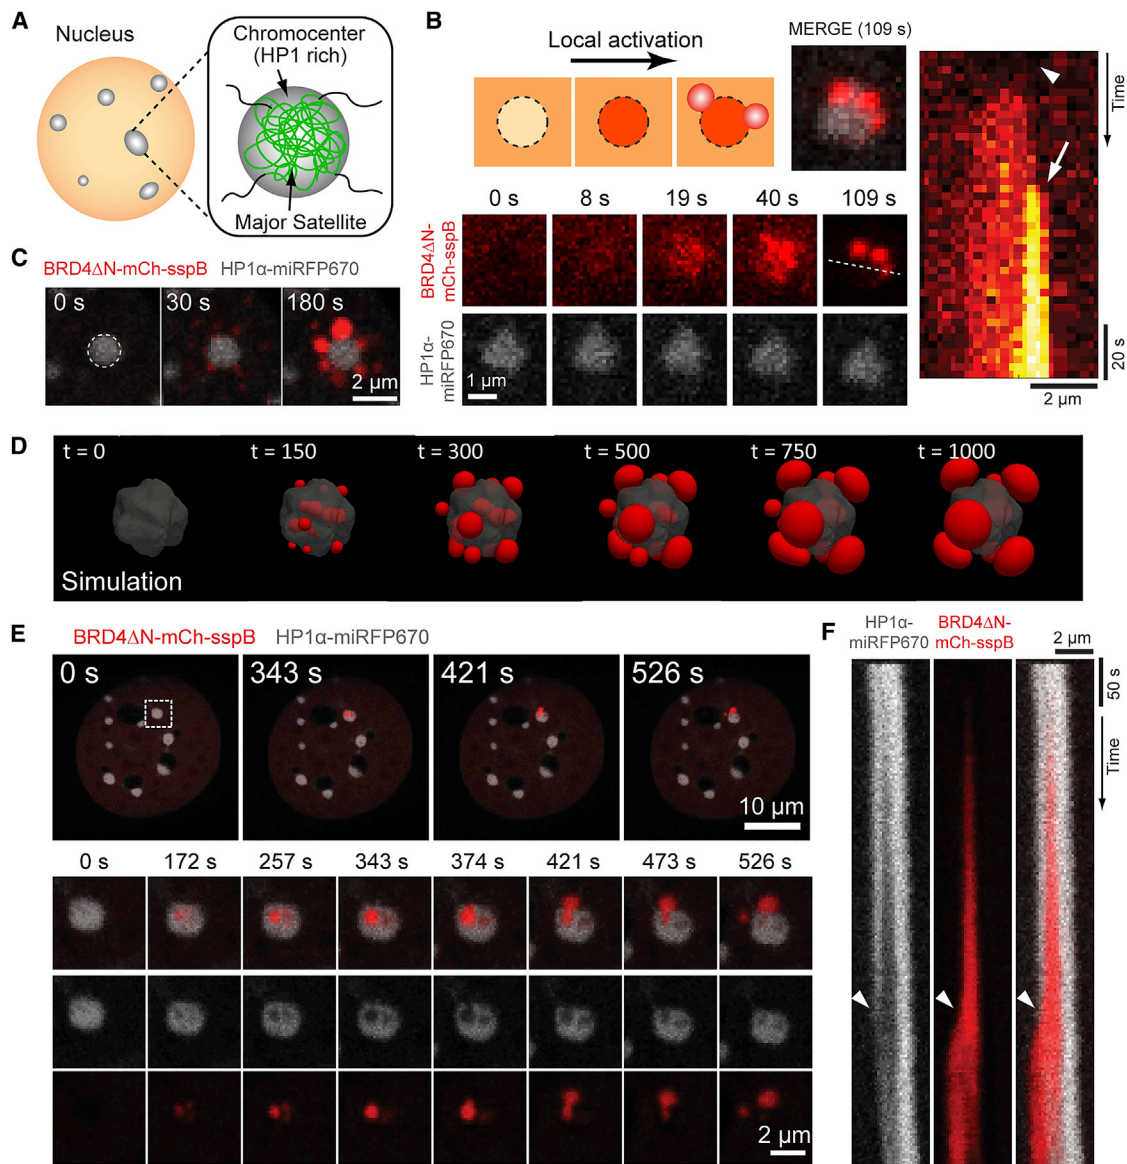 A
Nucleus
Chromocenter
(HP1 rich)
Major Satellite
B
Local activation
MERGE (109 s)
Time
20 s
2 μm
0 s 8 s 19 s 40 s 109 s
BRD4ΔN-
mCh-sspB
HP1α-
miRFP670
1 μm
C
BRD4ΔN-mCh-sspB HP1α-miRFP670
0 s 30 s 180 s
2 μm
D
t = 0 t = 150 t = 300 t = 500 t = 750 t = 1000
Simulation
E
BRD4ΔN-mCh-sspB HP1α-miRFP670
0 s 343 s 421 s 526 s
10 μm
0 s 172 s 257 s 343 s 374 s 421 s 473 s 526 s
2 μm
F
HP1α-
miRFP670
BRD4ΔN-
mCh-sspB
2 μm
50 s
Time